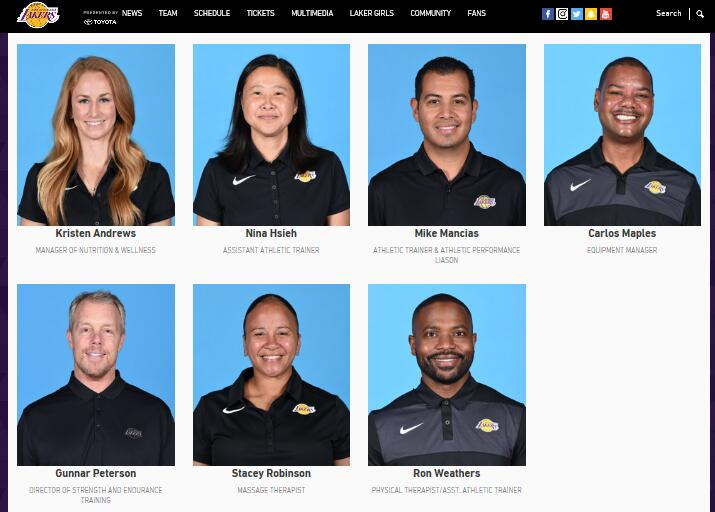 LAKERS
PRESENTED BY
TOYOTA
NEWS TEAM SCHEDULE TICKETS MULTIMEDIA LAKER GIRLS COMMUNITY FANS
Search
Kristen Andrews
MANAGER OF NUTRITION & WELLNESS
Nina Hsieh
ASSISTANT ATHLETIC TRAINER
Mike Mancias
ATHLETIC TRAINER & ATHLETIC PERFORMANCE
LIASON
Carlos Maples
EQUIPMENT MANAGER
Gunnar Peterson
DIRECTOR OF STRENGTH AND ENDURANCE
TRAINING
Stacey Robinson
MASSAGE THERAPIST
Ron Weathers
PHYSICAL THERAPIST/ASST. ATHLETIC TRAINER